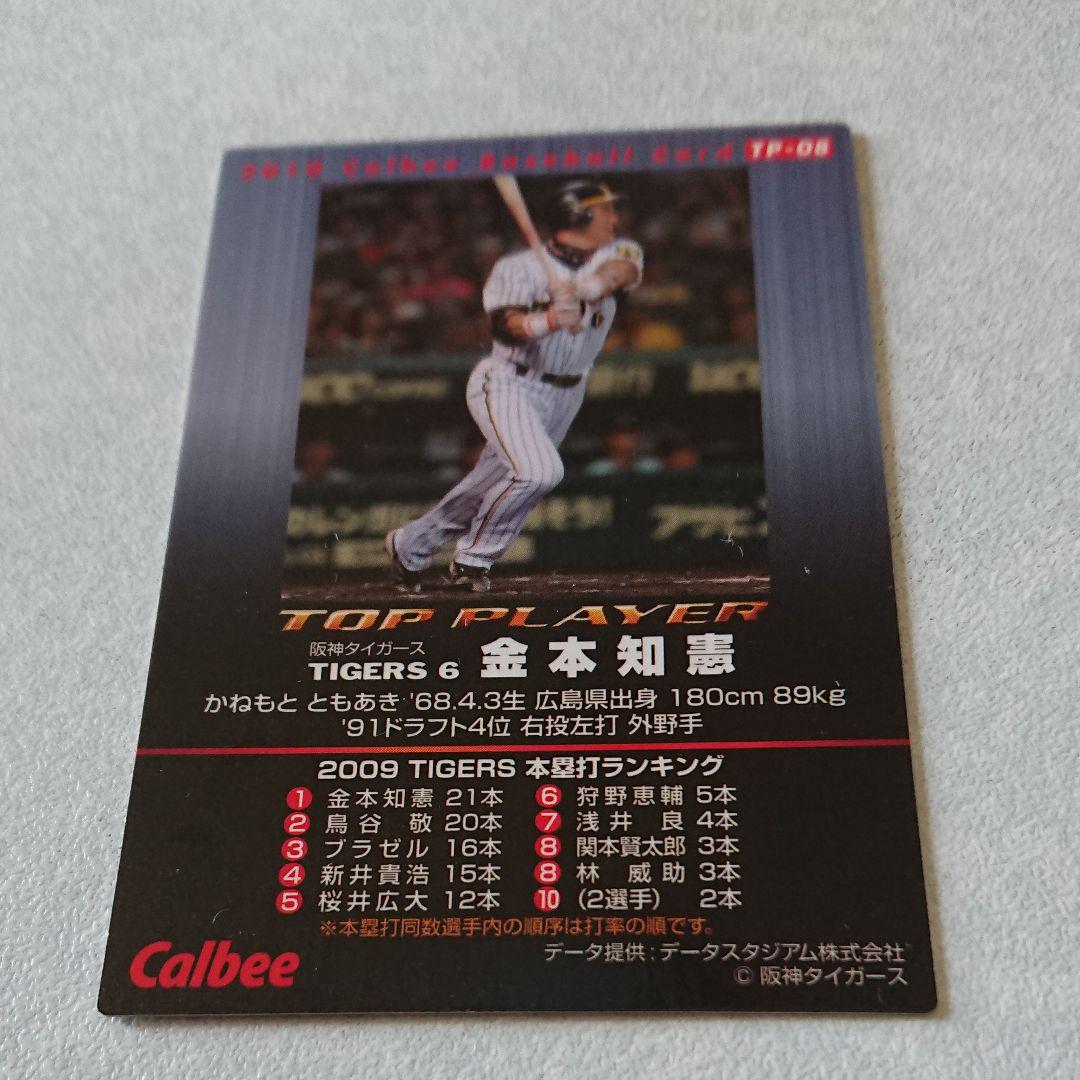 2010 Calbee Baseball Card TP-08
TOP PLAYER
阪神タイガース
TIGERS 6 金本知憲
かねもと ともあき '68.4.3生 広島県出身 180cm 89kg
'91ドラフト4位 右投左打 外野手
2009 TIGERS 本塁打ランキング
1 金本知憲 21本
2 鳥谷 敬 20本
3 ブラゼル 16本
4 新井貴浩 15本
5 桜井広大 12本
6 狩野恵輔 5本
7 浅井 良 4本
8 関本賢太郎 3本
8 林 威助 3本
10 (2選手) 2本
※本塁打同数選手内の順序は打率の順です。
Calbee
データ提供:データスタジアム株式会社
© 阪神タイガース